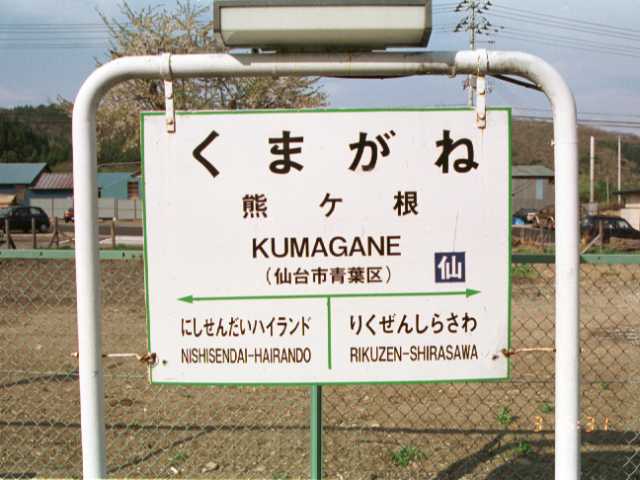 くまがね
熊ケ根
KUMAGANE
(仙台市青葉区)
仙
にしせんだいハイランド
りくぜんしらさわ
NISHISENDAI-HAIRANDO
RIKUZEN-SHIRASAWA